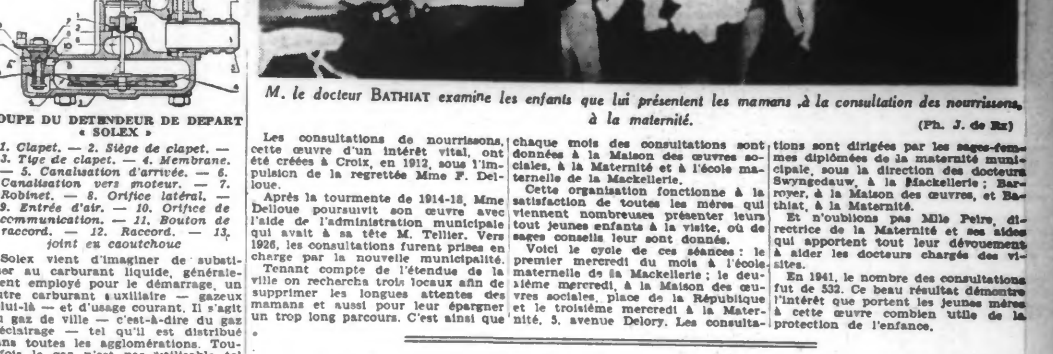 OUPE DU DETENDEUR DE DEPART
« SOLEX »
1. Clapet. — 2. Siège de clapet. —
3. Tige de clapet. — 4. Membrane.
— 5. Canalisation d'arrivée. — 6.
Canalisation vers moteur. — 7.
Robinet. — 8. Orifice latéral. —
9. Entrée d'air. — 10. Orifice de
communication. — 11. Bouton de
raccord. — 12. Raccord. — 13,
joint en caoutchouc
Solex vient d'imaginer de substi-
er au carburant liquide, générale-
ent employé pour le démarrage, un
tre carburant auxiliaire — gazeux
lui-là — et d'usage courant. Il s'agit
u gaz de ville — c'est-à-dire du gaz
éclairage — tel qu'il est distribué
ns toutes les agglomérations. Tou-
M. le docteur BATHIAT examine les enfants que lui présentent les mamans ,à la consultation des nourrissons,
à la maternité.
(Ph. J. de Rx)
Les consultations de nourrissons,
cette œuvre d'un intérêt vital, ont
été créées à Croix, en 1912, sous l'im-
pulsion de la regrettée Mme F. Del-
loue.
Après la tourmente de 1914-18, Mme
Delloue poursuivit son œuvre avec
l'aide de l'administration municipale
qui avait à sa tête M. Tellier. Vers
1926, les consultations furent prises en
charge par la nouvelle municipalité.
Tenant compte de l'étendue de la
ville on rechercha trois locaux afin de
supprimer les longues attentes des
mamans et aussi pour leur épargner
un trop long parcours. C'est ainsi que
chaque mois des consultations sont
données à la Maison des œuvres so-
ciales, à la Maternité et à l'école ma-
ternelle de la Mackellerie.
Cette organisation fonctionne à la
satisfaction de toutes les mères qui
viennent nombreuses présenter leurs
tout jeunes enfants à la visite, où de
sages conseils leur sont donnés.
Voici le cycle de ces séances : le
premier mercredi du mois à l'école
maternelle de la Mackellerie ; le deu-
xième mercredi, à la Maison des œu-
vres sociales, place de la République
et le troisième mercredi à la Mater-
nité, 5, avenue Delory. Les consulta-
tions sont dirigées par les sages-fem-
mes diplômées de la maternité muni-
cipale, sous la direction des docteurs
Swyngedauw, à la Mackellerie ; Bar-
royer, à la Maison des œuvres, et Ba-
thiat, à la Maternité.
Et n'oublions pas Mlle Petre, di-
rectrice de la Maternité et ses aides
qui apportent tout leur dévouement
à aider les docteurs chargés des vi-
sites.
En 1941, le nombre des consultations
fut de 532. Ce beau résultat démontre
l'intérêt que portent les jeunes mères
à cette œuvre combien utile de la
protection de l'enfance.